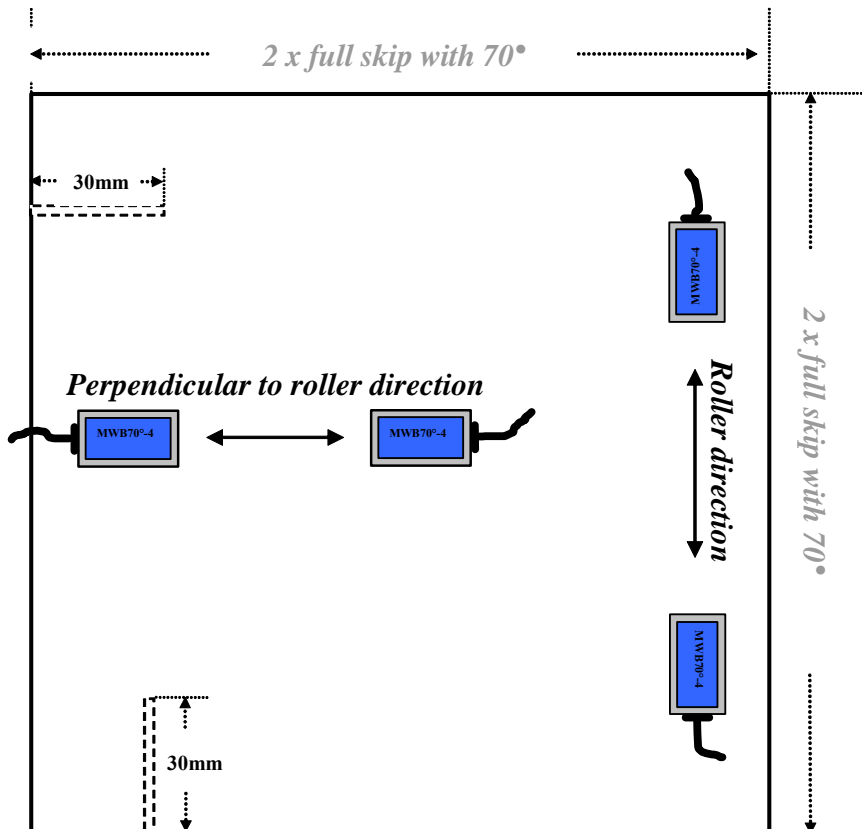 2 x full skip with 70°
30mm
MWB70°-4
Perpendicular to roller direction
MWB70°-4
MWB70°-4
Roller direction
2 x full skip with 70°
MWB70°-4
30mm